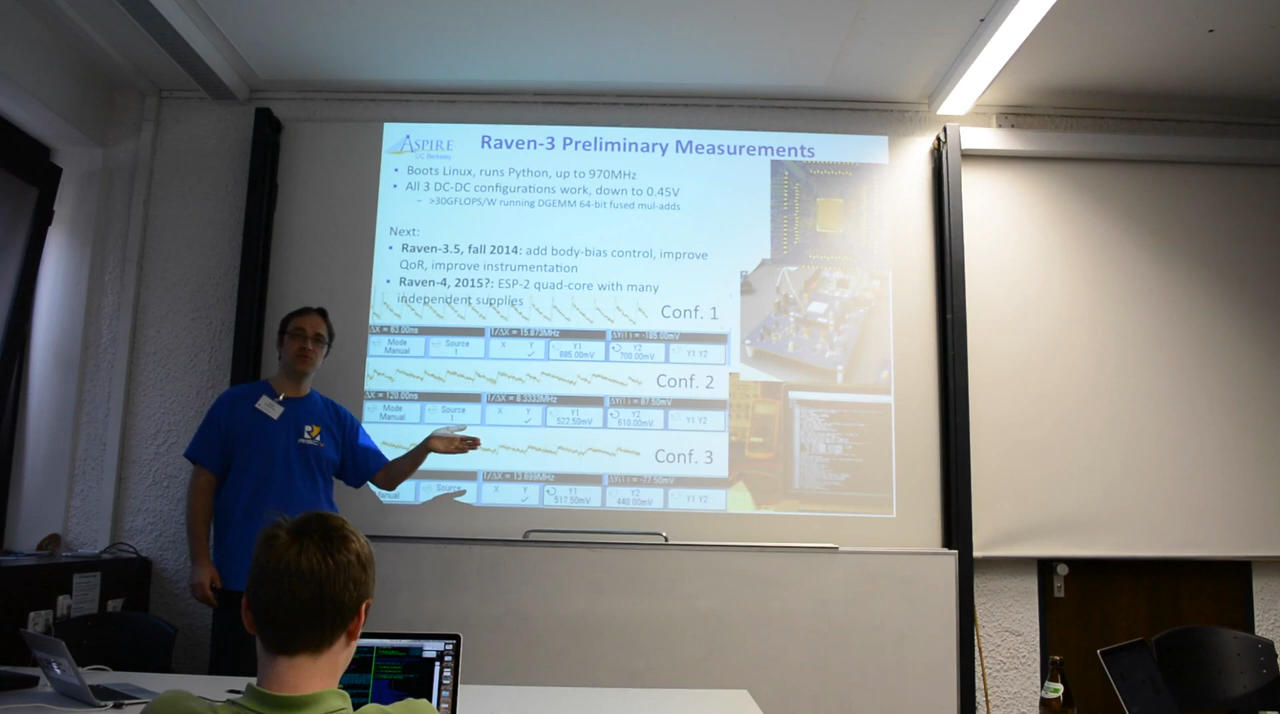 ASPIRE
UC Berkeley
Raven-3 Preliminary Measurements
• Boots Linux, runs Python, up to 970MHz
• All 3 DC-DC configurations work, down to 0.45V
– >30GFLOPS/W running DGEMM 64-bit fused mul-adds
Next:
• Raven-3.5, fall 2014: add body-bias control, improve
QoR, improve instrumentation
• Raven-4, 2015?: ESP-2 quad-core with many
independent supplies
Conf. 1
ΔX = 63.00ns 1/ΔX = 15.873MHz ΔY(1) = -185.00mV
Mode Source X Y Y1 Y2 Y1 Y2
Manual 1 ✓ 885.00mV 700.00mV
Conf. 2
ΔX = 120.00ns 1/ΔX = 8.3333MHz ΔY(1) = 87.50mV
Mode Source X Y Y1 Y2 Y1 Y2
Manual 1 ✓ 522.50mV 610.00mV
Conf. 3
1/ΔX = 13.699MHz ΔY(1) = -77.50mV
Manual Source X Y Y1 Y2 Y1 Y2
✓ 517.50mV 440.00mV